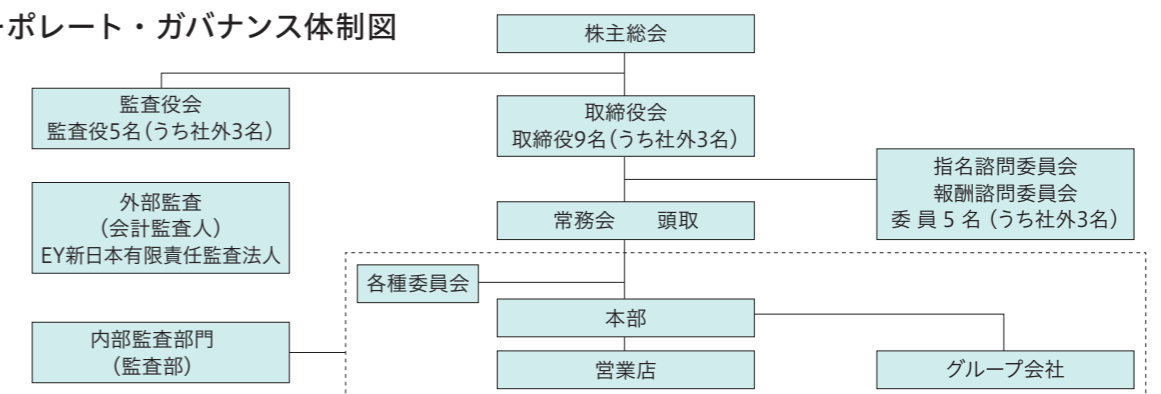 ーポレート・ガバナンス体制図
株主総会
監査役会
監査役5名(うち社外3名)
取締役会
取締役9名(うち社外3名)
指名諮問委員会
報酬諮問委員会
委 員 5 名 (うち社外3名)
外部監査
(会計監査人)
EY新日本有限責任監査法人
常務会　頭取
各種委員会
本部
内部監査部門
(監査部)
営業店
グループ会社